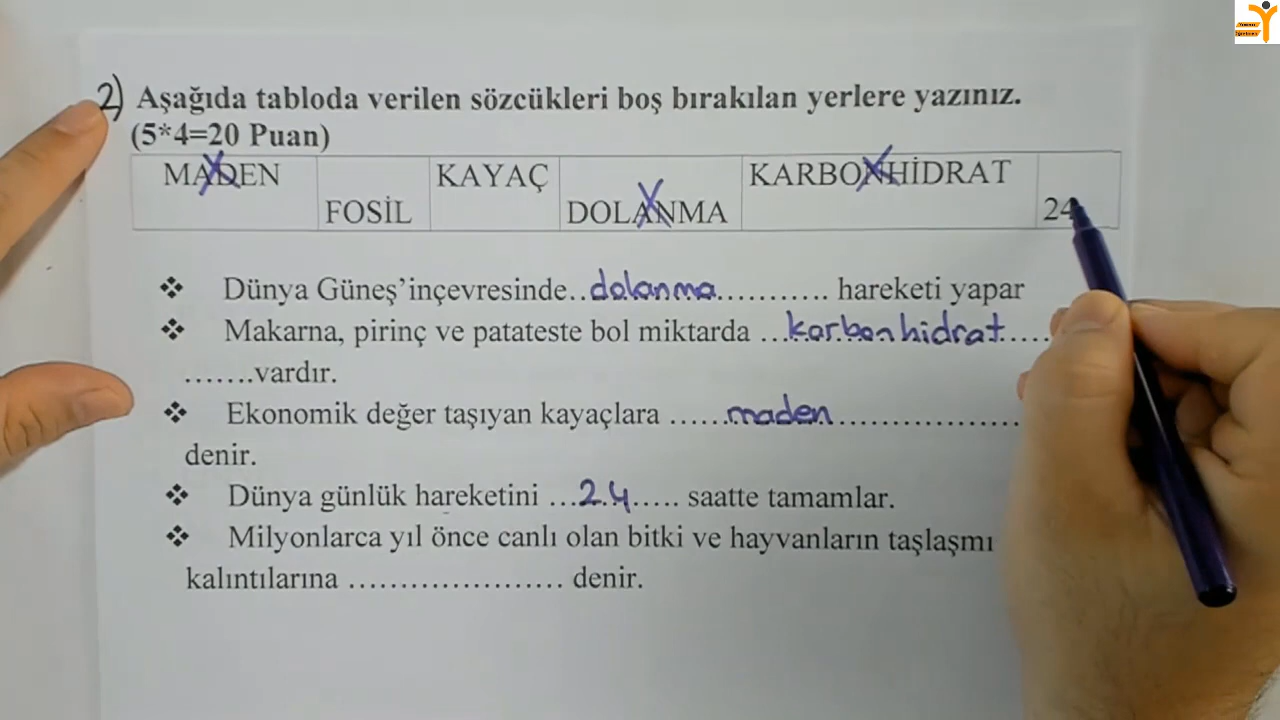 2) Aşağıda tabloda verilen sözcükleri boş bırakılan yerlere yazınız.
(5*4=20 Puan)
MADEN FOSİL KAYAÇ DOLANMA KARBONHİDRAT 24
❖ Dünya Güneş'inçevresinde..dolanma........... hareketi yapar
❖ Makarna, pirinç ve patateste bol miktarda ...karbonhidrat.....
.......vardır.
❖ Ekonomik değer taşıyan kayaçlara ......maden..................
denir.
❖ Dünya günlük hareketini ...24..... saatte tamamlar.
❖ Milyonlarca yıl önce canlı olan bitki ve hayvanların taşlaşmı
kalıntılarına ..................... denir.